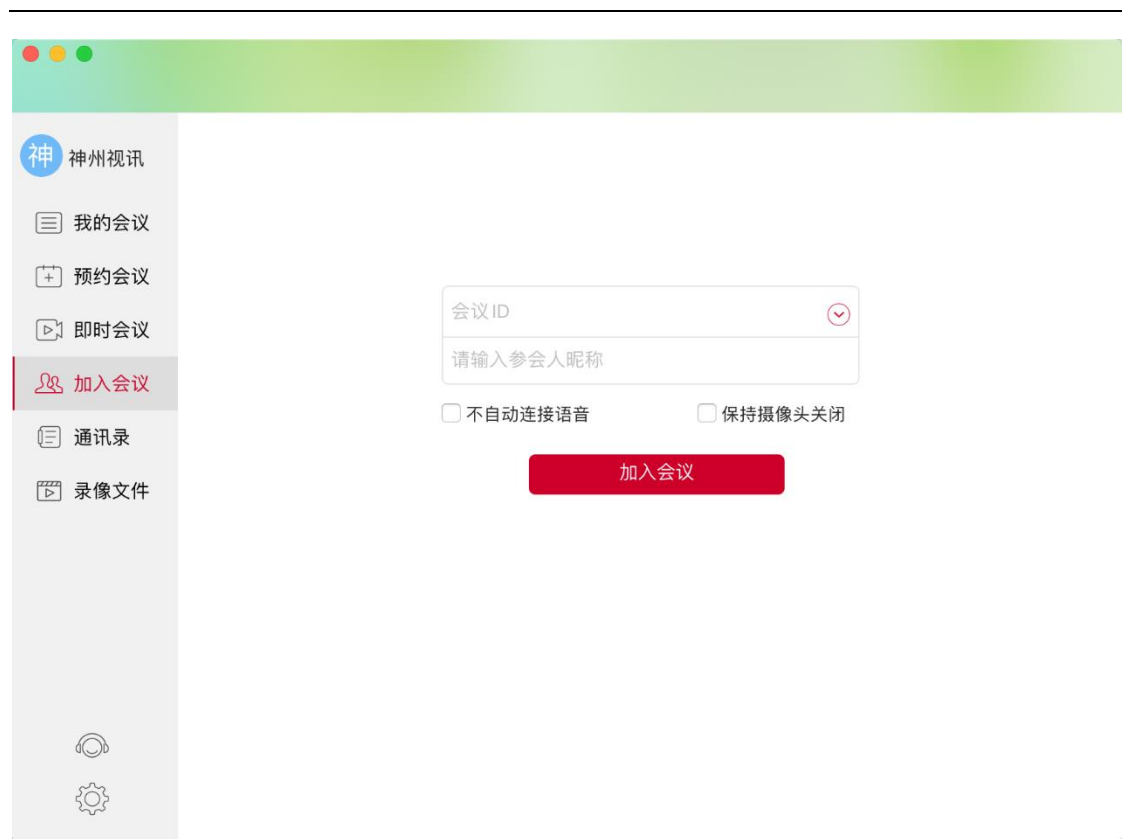 神 神州视讯
我的会议
预约会议
即时会议
加入会议
通讯录
录像文件
会议ID
请输入参会人昵称
不自动连接语音 保持摄像头关闭
加入会议